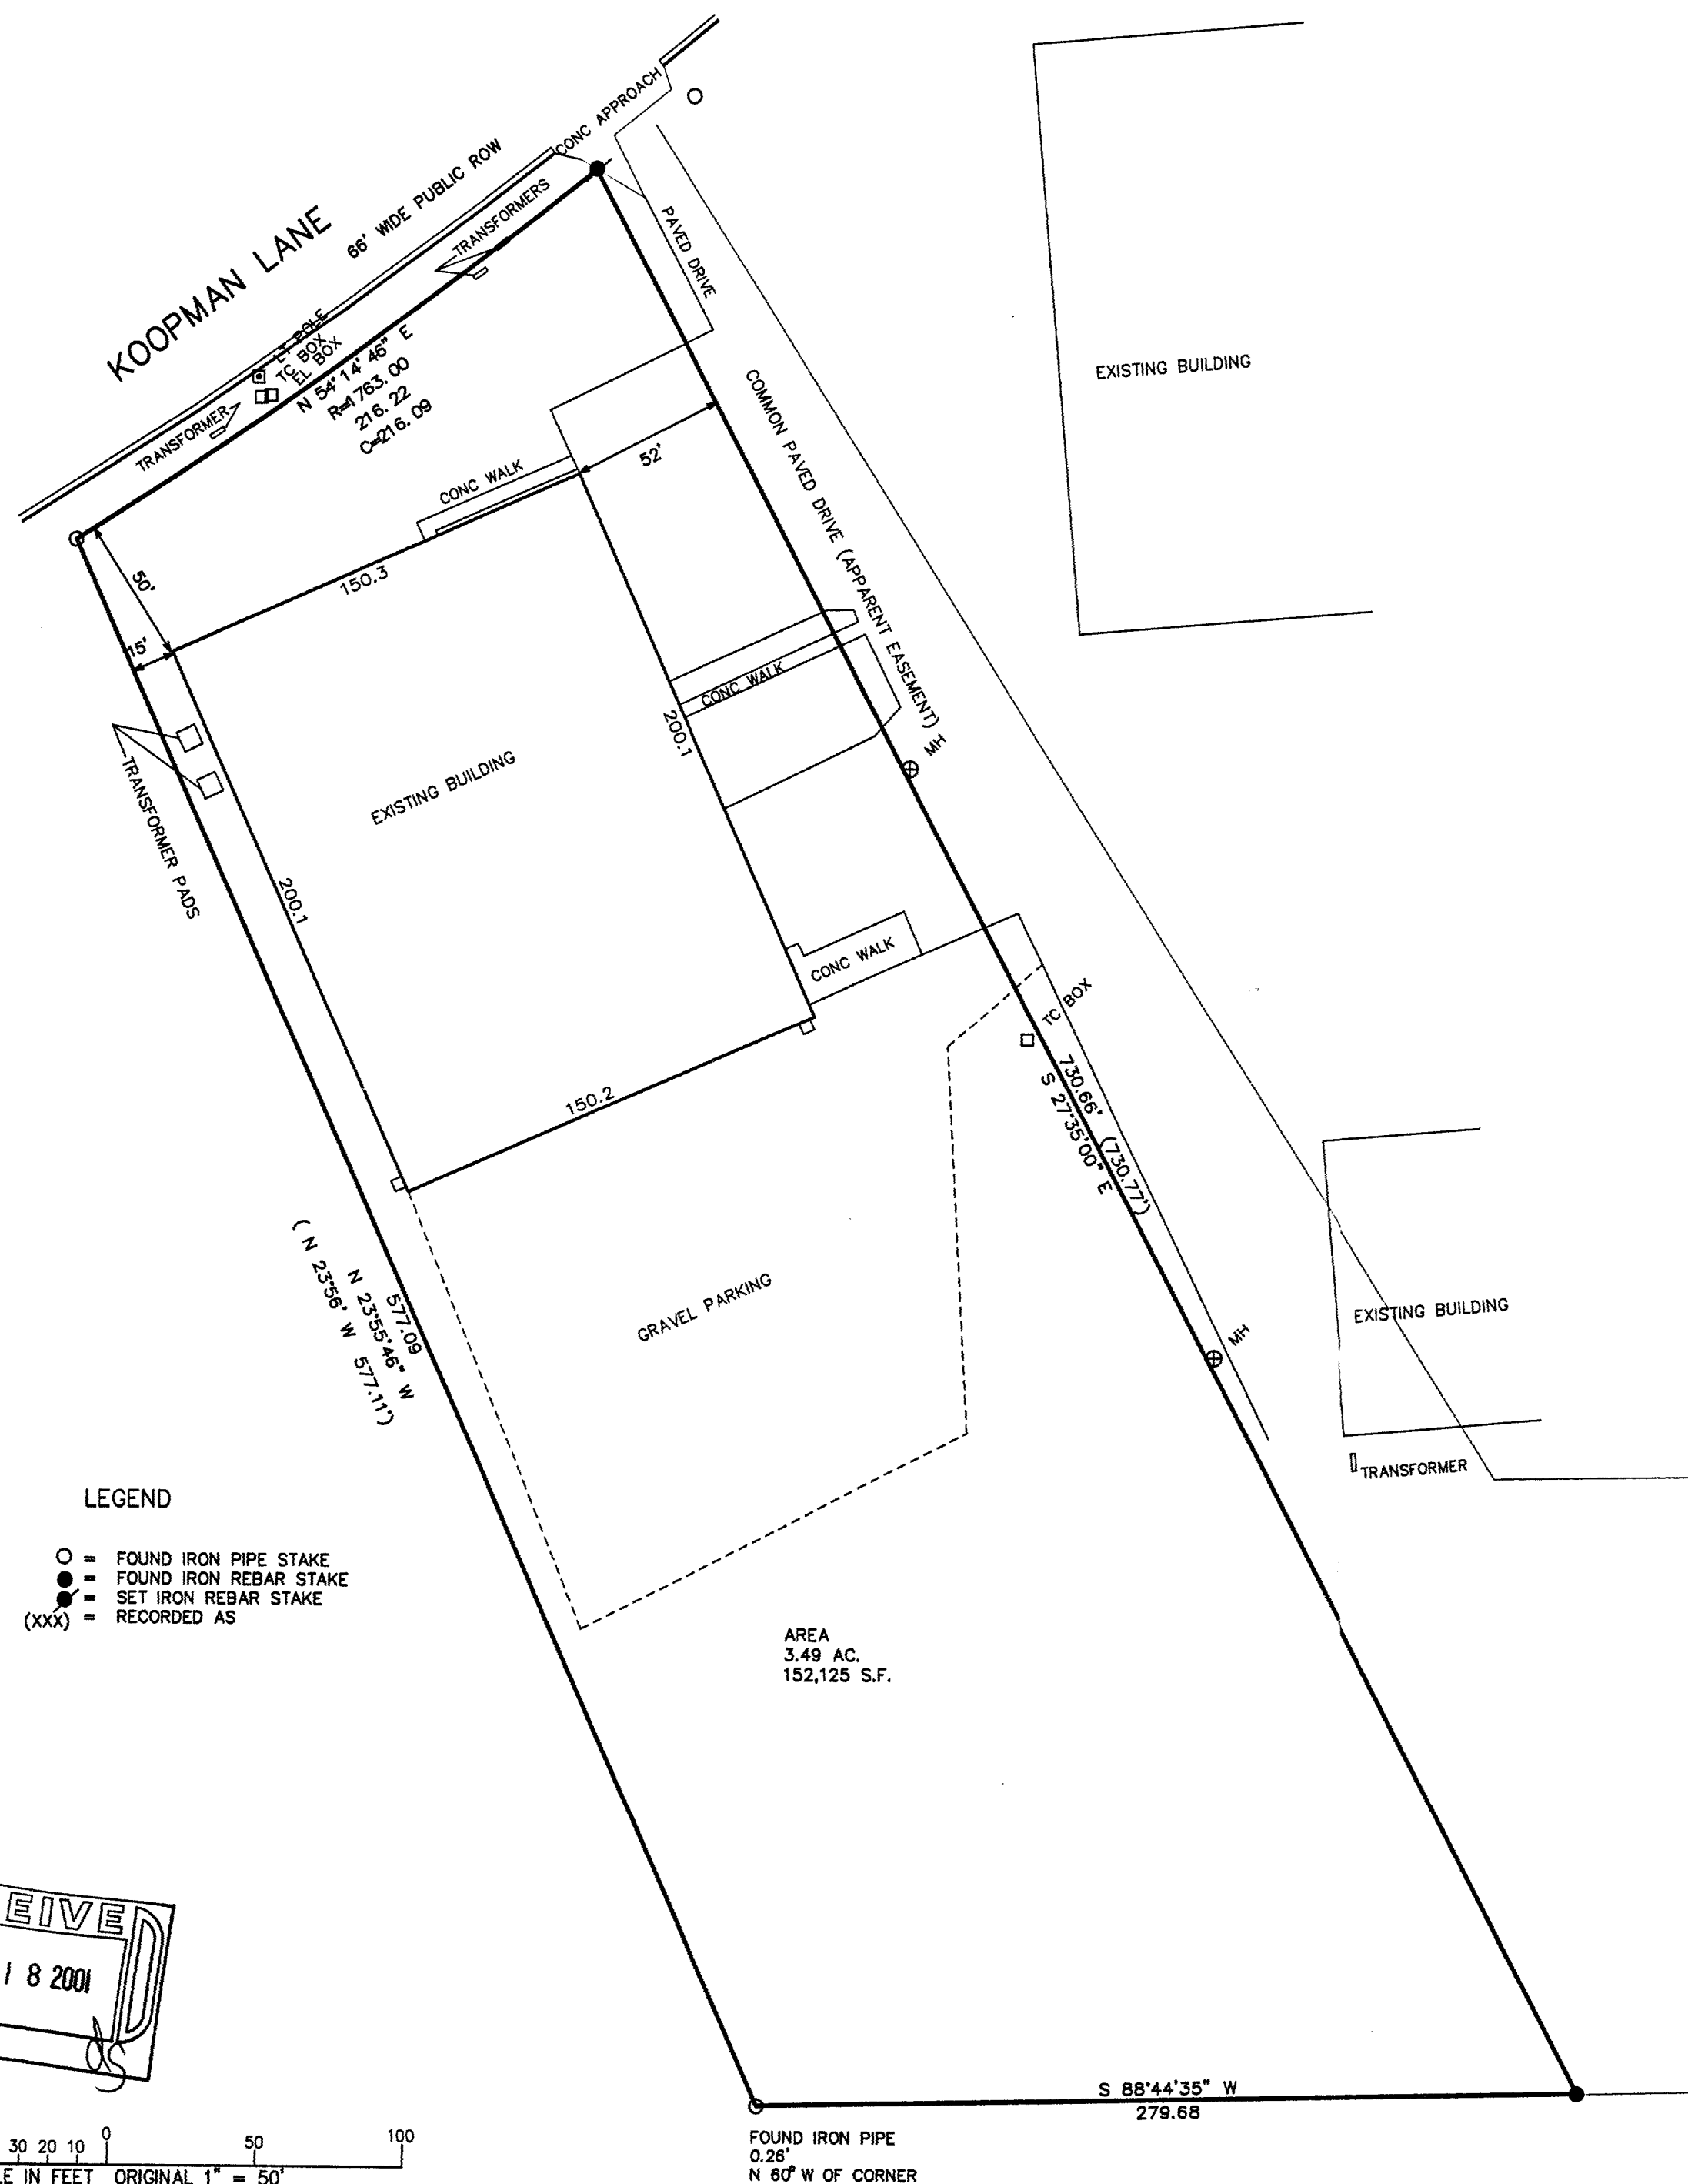 CONC APPROACH
66' WIDE PUBLIC ROW
KOOPMAN LANE
TRANSFORMERS
PAVED DRIVE
LT POLE
TC BOX
EL BOX
N 54°14'46" E
R=1763.00
216.22
C=216.09
TRANSFORMER
EXISTING BUILDING
COMMON PAVED DRIVE (APPARENT EASEMENT)
52'
CONC WALK
150.3
50'
15'
CONC WALK
200.1
MH
EXISTING BUILDING
TRANSFORMER PADS
200.1
CONC WALK
TC BOX
730.66' (730.77')
S 27°35'00" E
150.2
577.09
N 23°55'46" W
( N 23°56' W 577.11')
GRAVEL PARKING
MH
EXISTING BUILDING
TRANSFORMER
LEGEND
O = FOUND IRON PIPE STAKE
● = FOUND IRON REBAR STAKE
= SET IRON REBAR STAKE
(XXX) = RECORDED AS
AREA
3.49 AC.
152,125 S.F.
EIVED
1 8 2001
ds
S 88°44'35" W
279.68
FOUND IRON PIPE
0.26'
N 60° W OF CORNER
30 20 10 0 50 100
LE IN FEET ORIGINAL 1" = 50'